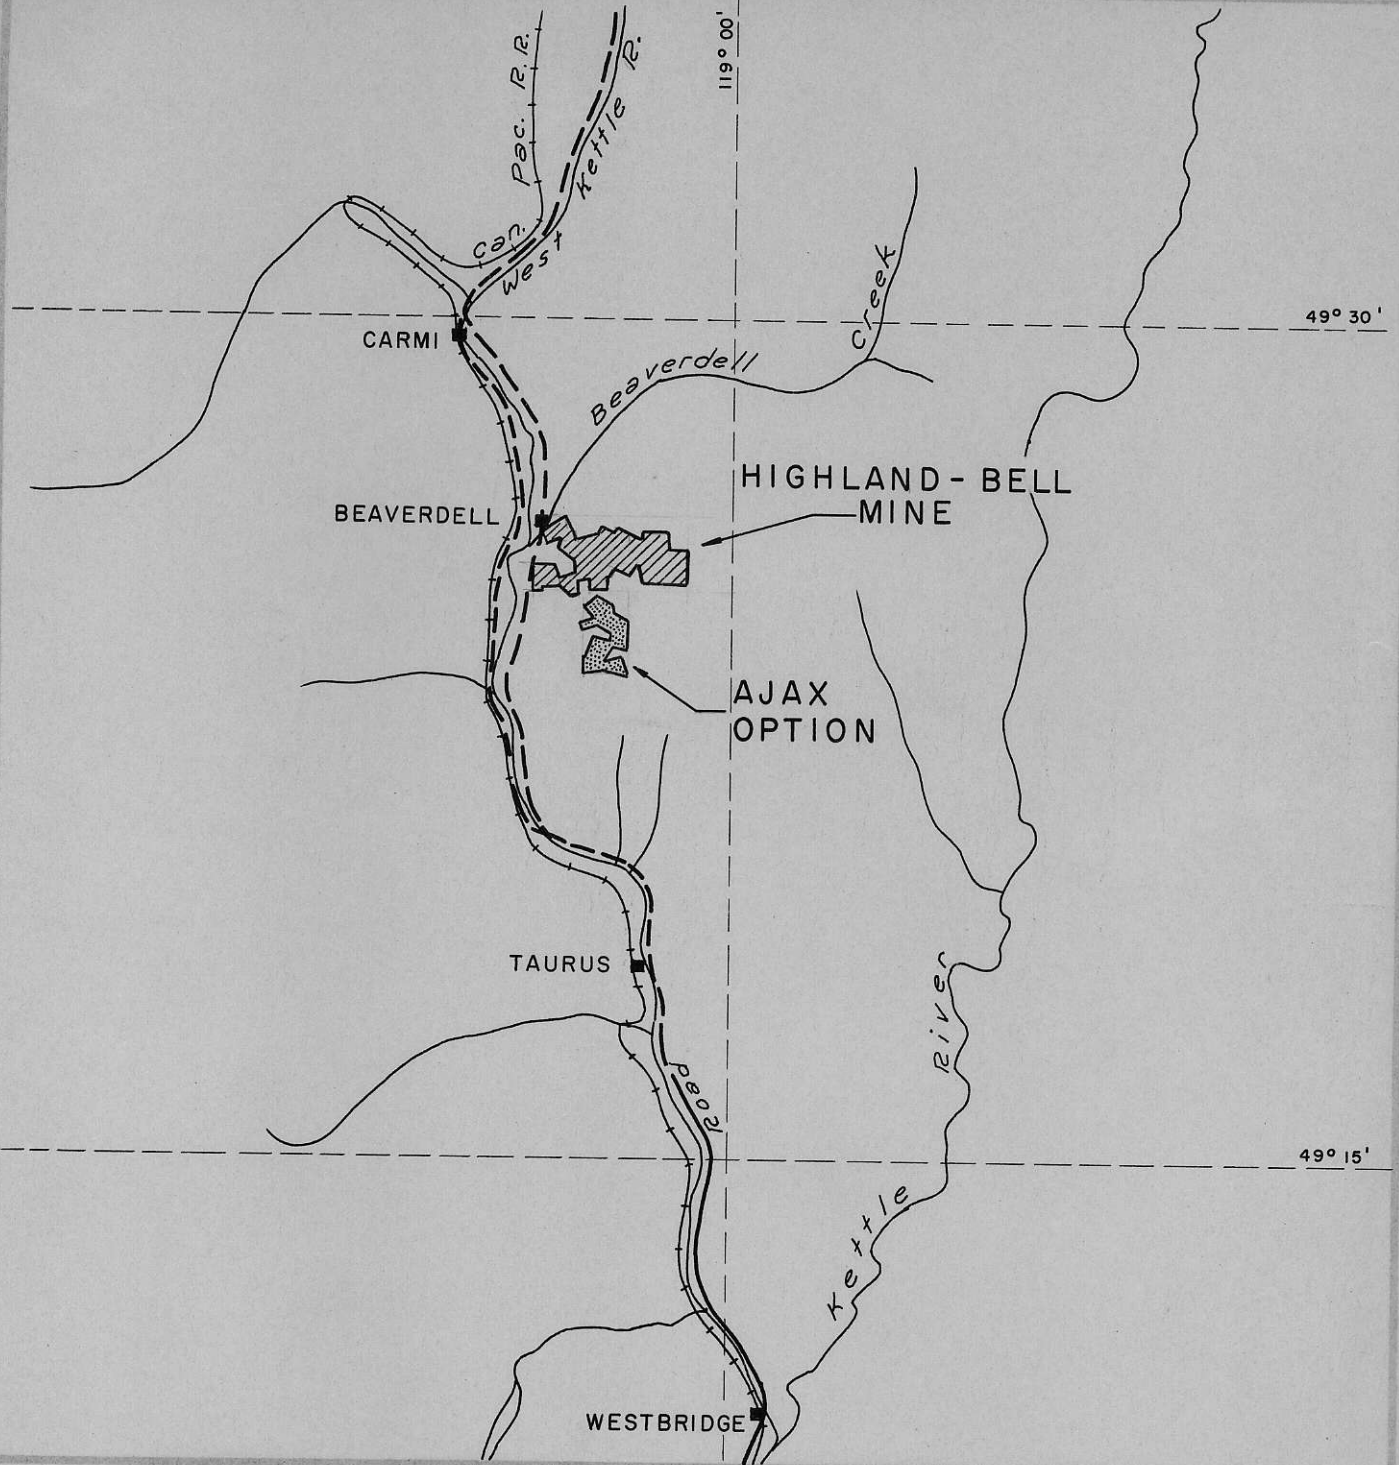 119° 00'
Pac. R.R.
Can.
West Kettle R.
49° 30'
CARMI
Beaverdell Creek
HIGHLAND - BELL
MINE
BEAVERDELL
AJAX
OPTION
TAURUS
Road
49° 15'
Kettle River
WESTBRIDGE